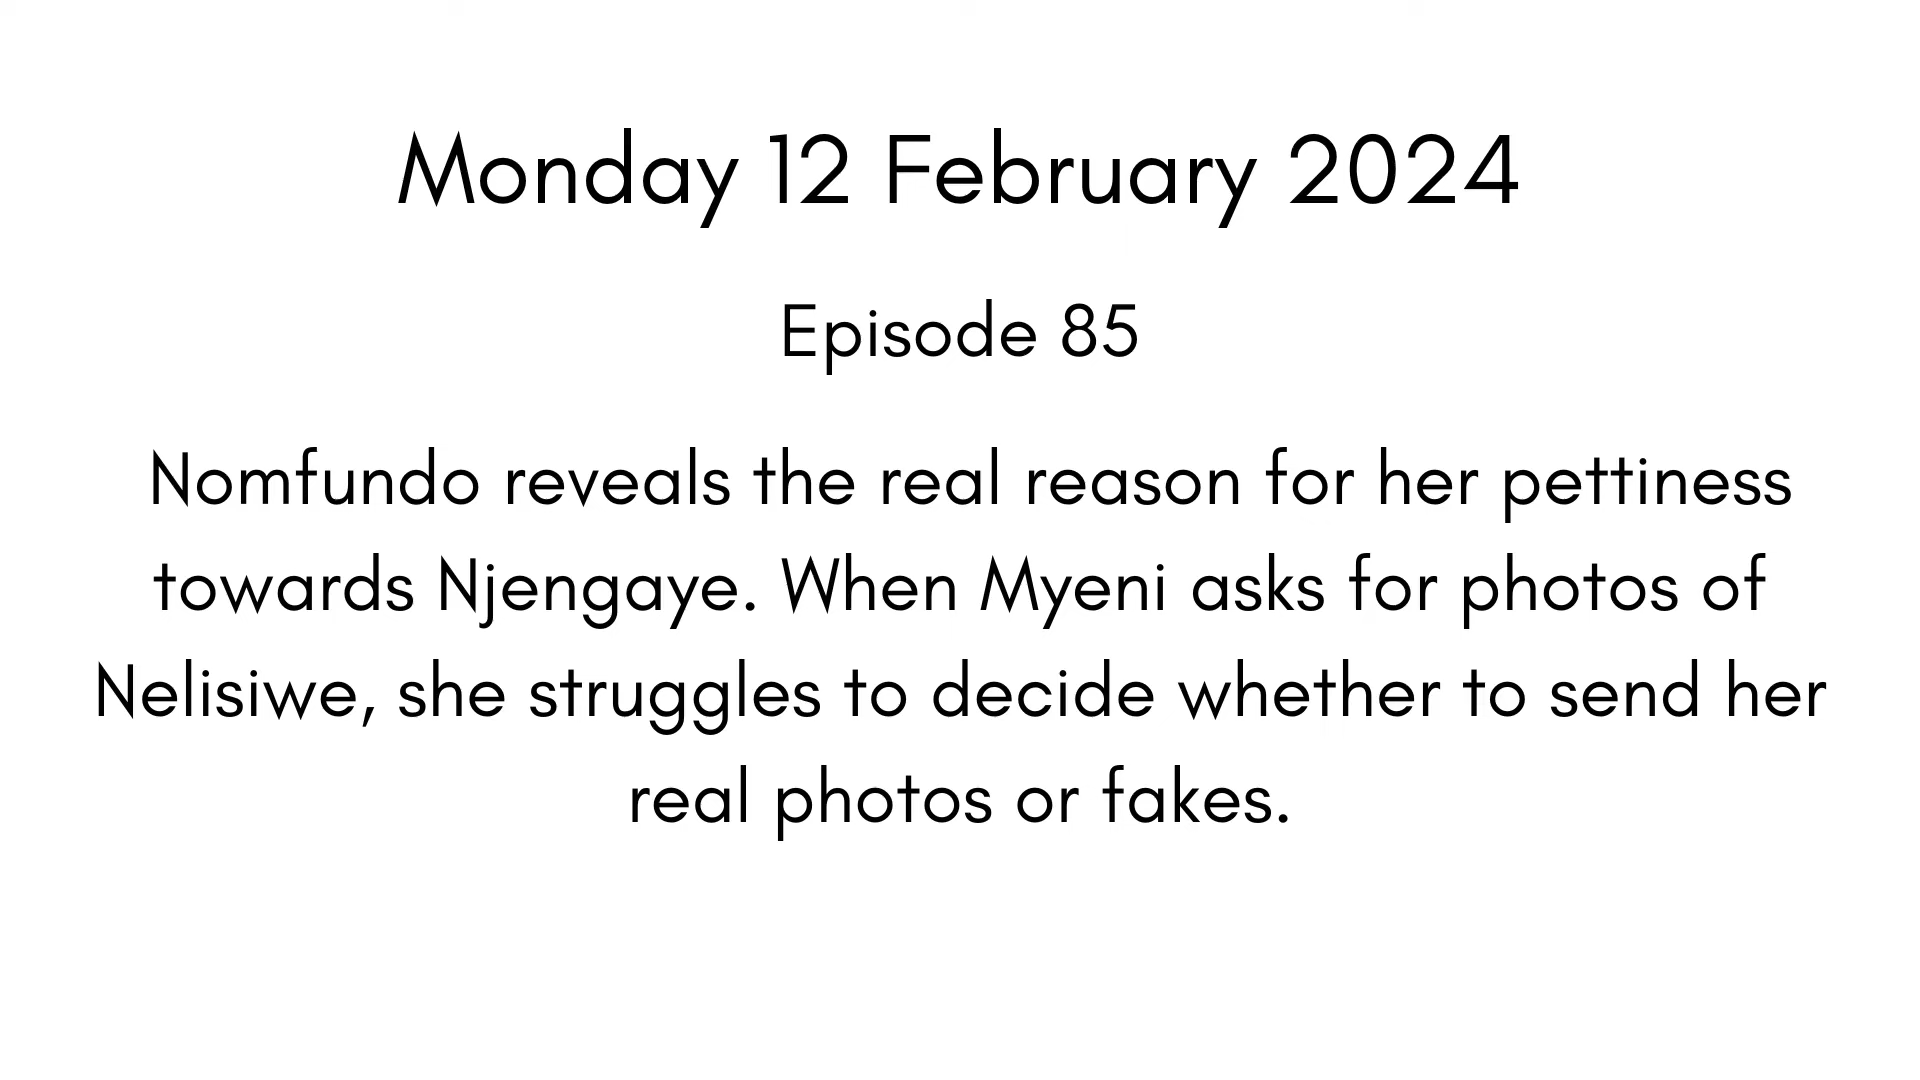 Monday 12 February 2024
Episode 85
Nomfundo reveals the real reason for her pettiness
towards Njengaye. When Myeni asks for photos of
Nelisiwe, she struggles to decide whether to send her
real photos or fakes.